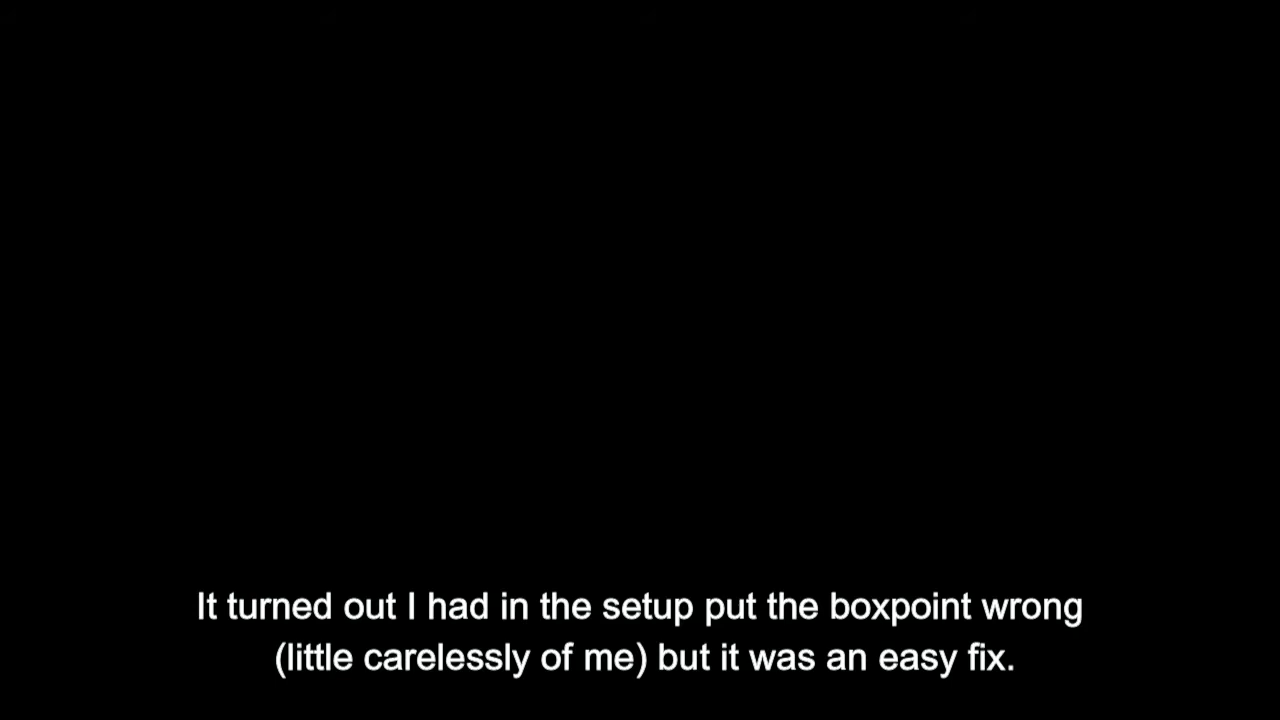 It turned out I had in the setup put the boxpoint wrong
(little carelessly of me) but it was an easy fix.